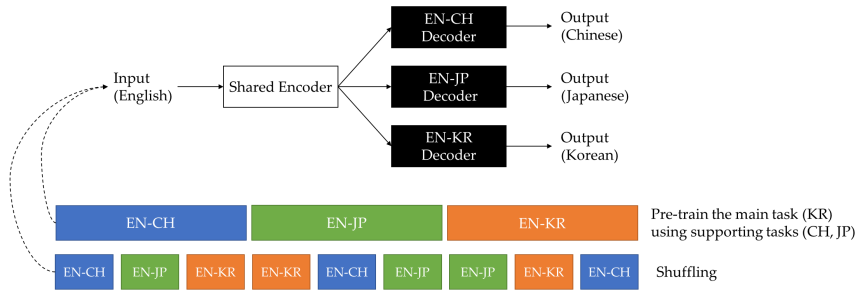 EN-CH
Decoder
Output
(Chinese)
Input
(English)
Shared Encoder
EN-JP
Decoder
Output
(Japanese)
EN-KR
Decoder
Output
(Korean)
EN-CH
EN-JP
EN-KR
Pre-train the main task (KR)
using supporting tasks (CH, JP)
EN-CH
EN-JP
EN-KR
EN-KR
EN-CH
EN-JP
EN-JP
EN-KR
EN-CH
Shuffling